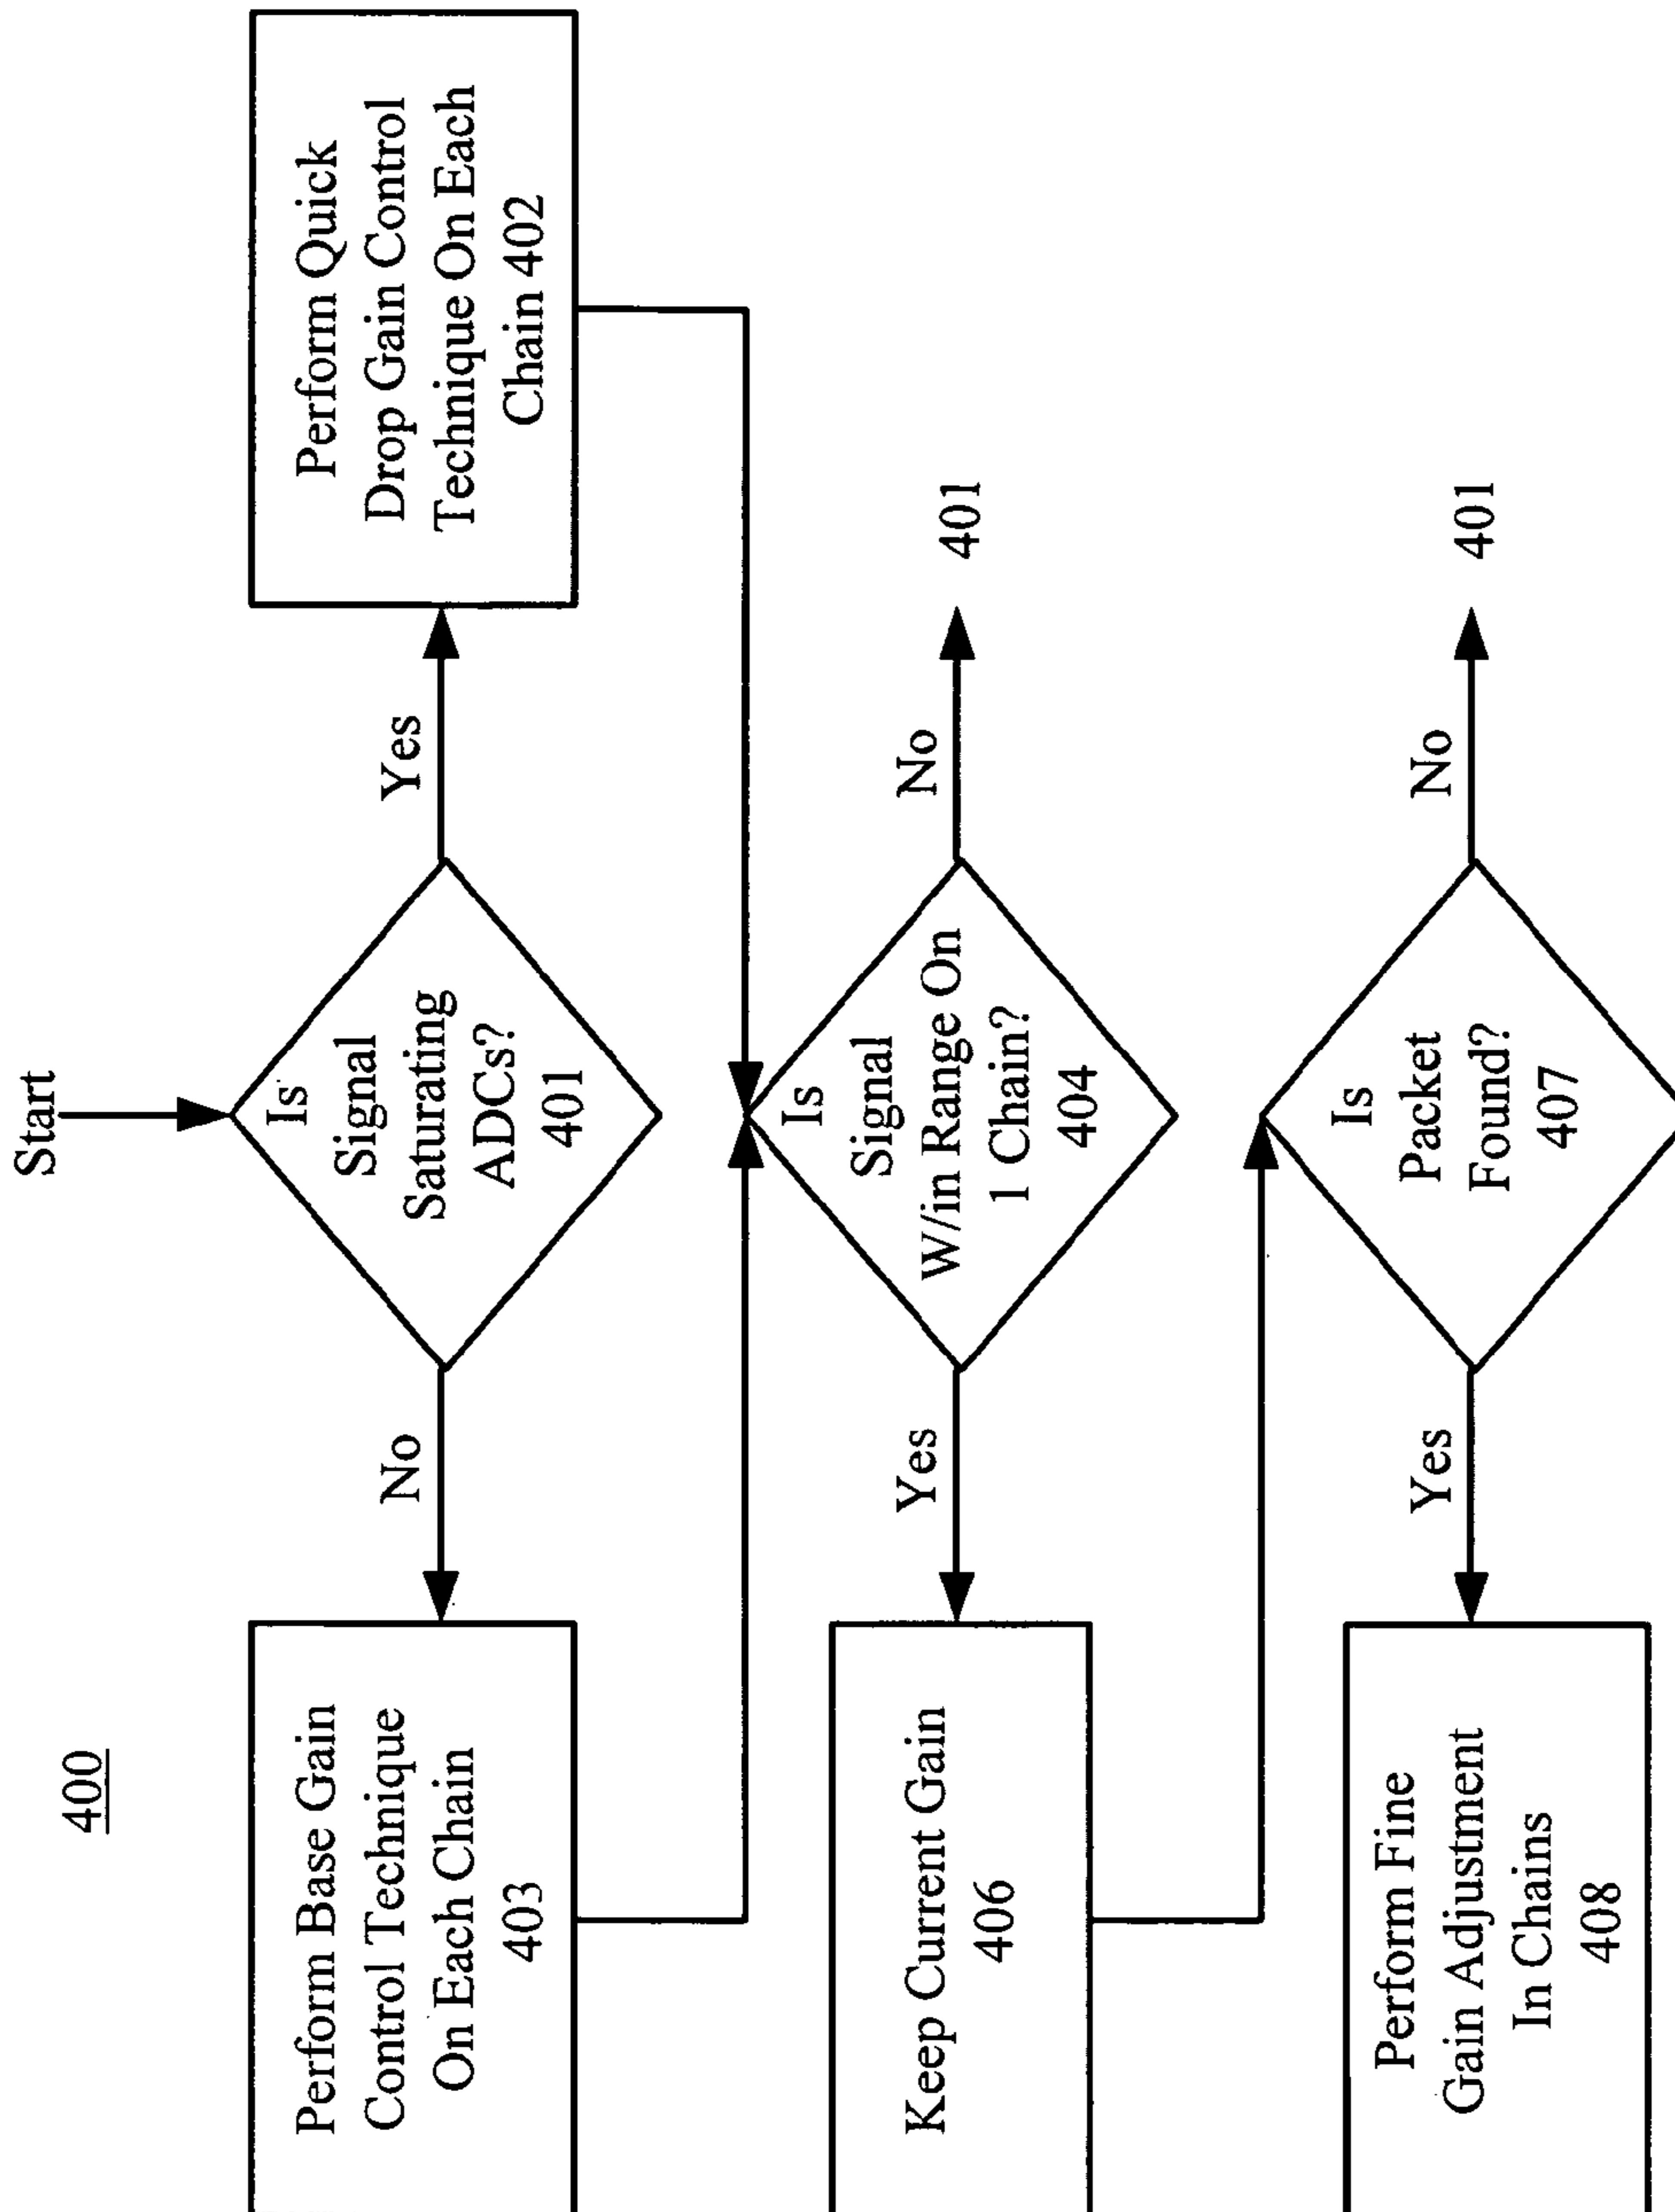 400
Start
Is
Signal
Saturating
ADCs?
401
No
Yes
Perform Base Gain
Control Technique
On Each Chain
403
Perform Quick
Drop Gain Control
Technique On Each
Chain 402
Is
Signal
W/in Range On
1 Chain?
404
Yes
No
401
Keep Current Gain
406
Is
Packet
Found?
407
Yes
No
401
Perform Fine
Gain Adjustment
In Chains
408